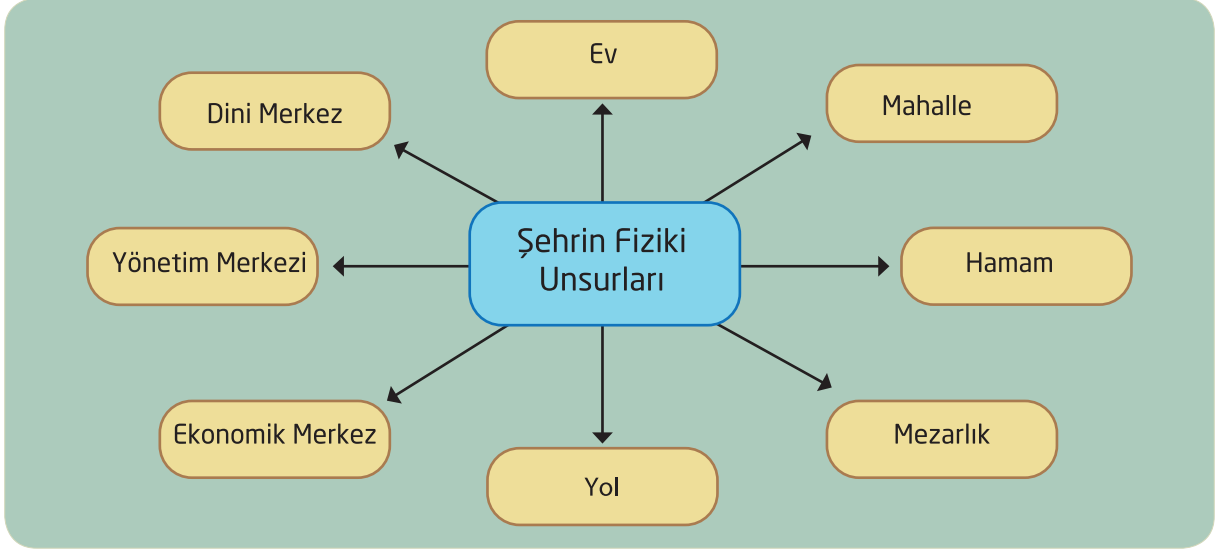 Ev
Dini Merkez
Mahalle
Şehrin Fiziki
Unsurları
Yönetim Merkezi
Hamam
Ekonomik Merkez
Mezarlık
Yol